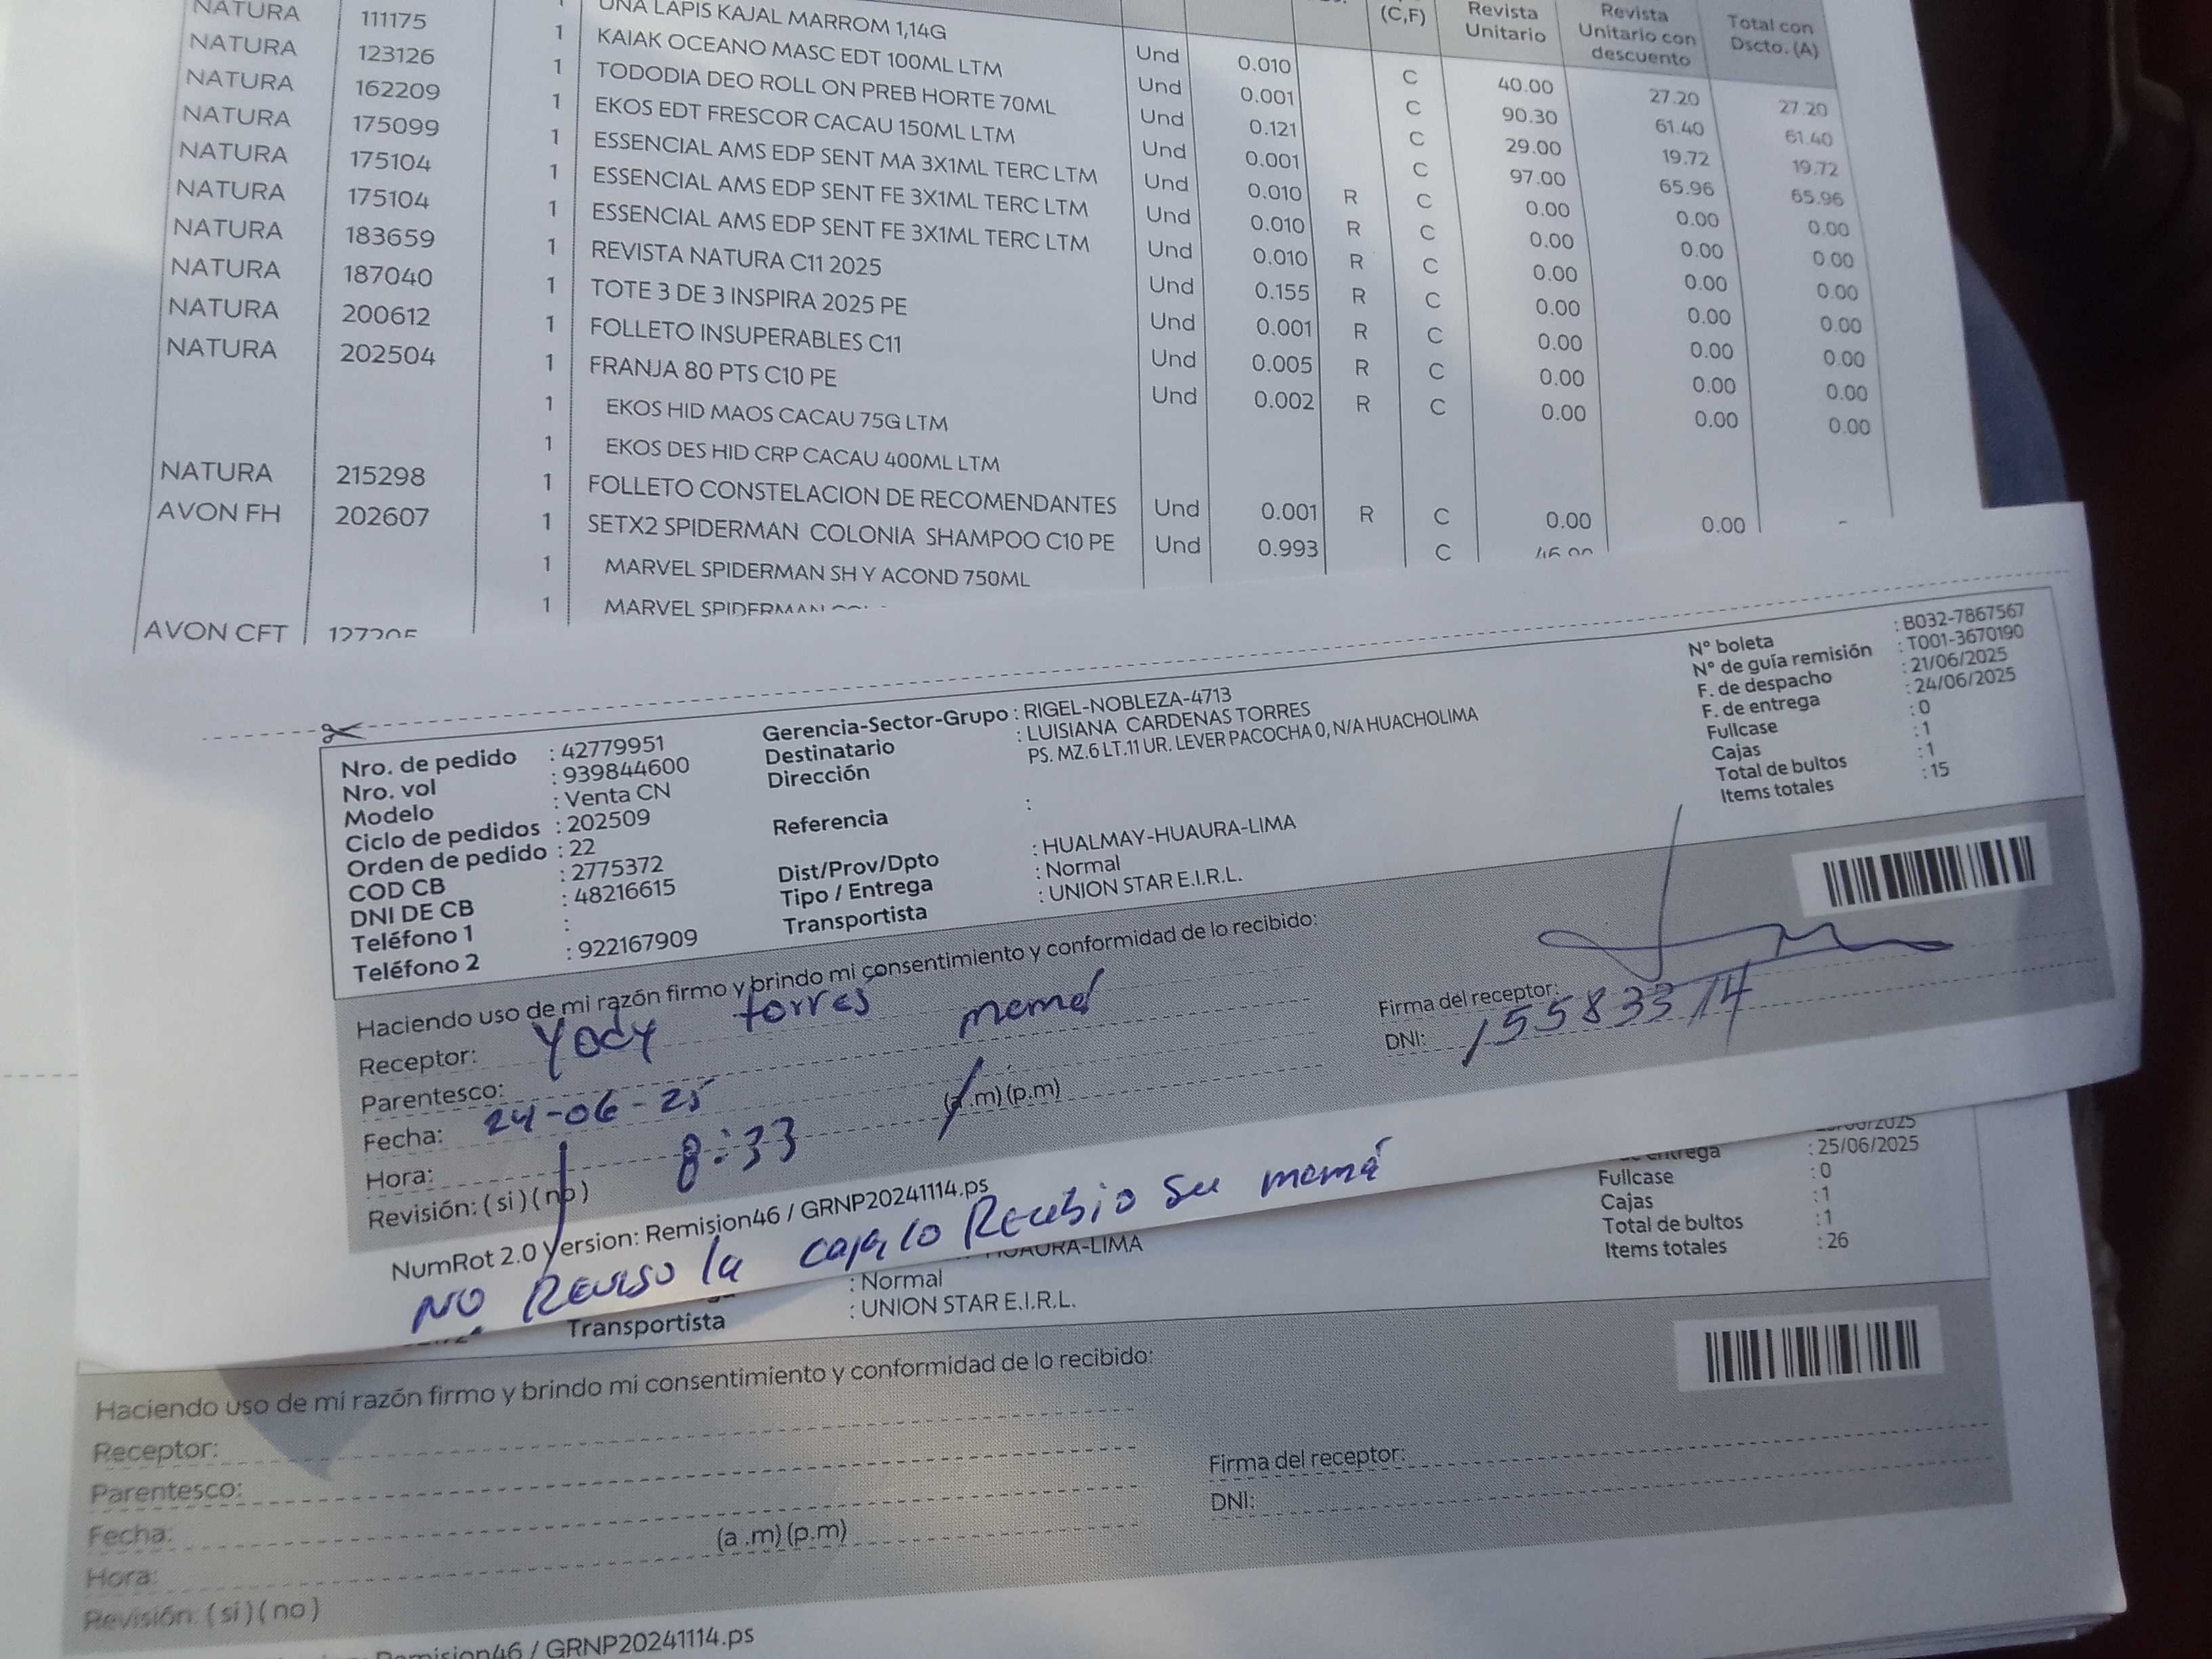 (C,F) Revista Unitario Revista Unitario con descuento Total con Dscto. (A)
NATURA 111175 1 UNA LAPIS KAJAL MARROM 1,14G Und 0.010 C 40.00 27.20 27.20
NATURA 123126 1 KAIAK OCEANO MASC EDT 100ML LTM Und 0.001 C 90.30 61.40 61.40
NATURA 162209 1 TODODIA DEO ROLL ON PREB HORTE 70ML Und 0.121 C 29.00 19.72 19.72
NATURA 175099 1 EKOS EDT FRESCOR CACAU 150ML LTM Und 0.001 C 97.00 65.96 65.96
NATURA 175104 1 ESSENCIAL AMS EDP SENT MA 3X1ML TERC LTM Und 0.010 R C 0.00 0.00 0.00
NATURA 175104 1 ESSENCIAL AMS EDP SENT FE 3X1ML TERC LTM Und 0.010 R C 0.00 0.00 0.00
NATURA 183659 1 ESSENCIAL AMS EDP SENT FE 3X1ML TERC LTM Und 0.010 R C 0.00 0.00 0.00
NATURA 187040 1 REVISTA NATURA C11 2025 Und 0.155 R C 0.00 0.00 0.00
NATURA 200612 1 TOTE 3 DE 3 INSPIRA 2025 PE Und 0.001 R C 0.00 0.00 0.00
NATURA 202504 1 FOLLETO INSUPERABLES C11 Und 0.005 R C 0.00 0.00 0.00
1 FRANJA 80 PTS C10 PE Und 0.002 R C 0.00 0.00 0.00
1 EKOS HID MAOS CACAU 75G LTM
1 EKOS DES HID CRP CACAU 400ML LTM
NATURA 215298 1 FOLLETO CONSTELACION DE RECOMENDANTES Und 0.001 R C 0.00 0.00
AVON FH 202607 1 SETX2 SPIDERMAN COLONIA SHAMPOO C10 PE Und 0.993 C 46.00
1 MARVEL SPIDERMAN SH Y ACOND 750ML
1 MARVEL SPIDERMAN
AVON CFT 127205
Nro. de pedido : 42779951
Nro. vol : 939844600
Modelo : Venta CN
Ciclo de pedidos : 202509
Orden de pedido : 22
COD CB : 2775372
DNI DE CB : 48216615
Teléfono 1 :
Teléfono 2 : 922167909
Gerencia-Sector-Grupo : RIGEL-NOBLEZA-4713
Destinatario : LUISIANA CARDENAS TORRES
Dirección PS. MZ.6 LT.11 UR. LEVER PACOCHA 0, N/A HUACHOLIMA
Referencia :
Dist/Prov/Dpto : HUALMAY-HUAURA-LIMA
Tipo / Entrega : Normal
Transportista : UNION STAR E.I.R.L.
Nº boleta : B032-7867567
Nº de guía remisión : T001-3670190
F. de despacho : 21/06/2025
F. de entrega : 24/06/2025
Fullcase : 0
Cajas : 1
Total de bultos : 1
Items totales : 15
Haciendo uso de mi razón firmo y brindo mi consentimiento y conformidad de lo recibido:
Receptor: Yody torres
Parentesco: mamá
Fecha: 24-06-25
Hora: 8:33 (a .m) (p.m)
Revisión: ( si ) ( no )
Firma del receptor:
DNI: 15583314
NumRot 2.0 Version: Remision46 / GRNP20241114.ps
NO Reviso la caja lo Recibio su mamá
HUAURA-LIMA
: Normal
Transportista : UNION STAR E.I.R.L.
entrega : 25/06/2025
Fullcase : 0
Cajas : 1
Total de bultos : 1
Items totales : 26
Haciendo uso de mi razón firmo y brindo mi consentimiento y conformidad de lo recibido:
Receptor:
Parentesco:
Fecha:
Hora: (a .m) (p.m)
Revisión: ( si ) ( no )
Firma del receptor:
DNI:
Remision46 / GRNP20241114.ps